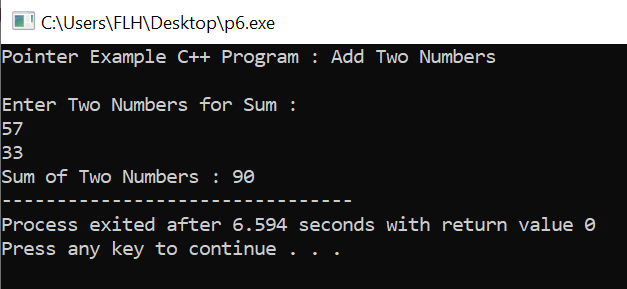 C:\Users\FLH\Desktop\p6.exe
Pointer Example C++ Program : Add Two Numbers
Enter Two Numbers for Sum :
57
33
Sum of Two Numbers : 90
--------------------------------
Process exited after 6.594 seconds with return value 0
Press any key to continue . . .